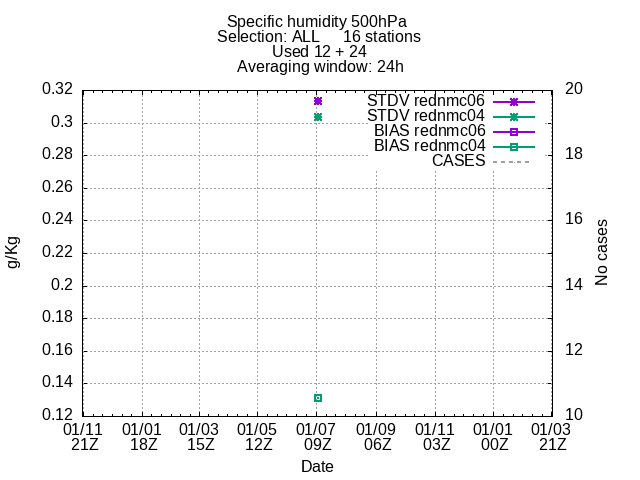 Specific humidity 500hPa
Selection: ALL 16 stations
Used 12 + 24
Averaging window: 24h
STDV rednmc06
STDV rednmc04
BIAS rednmc06
BIAS rednmc04
CASES
g/Kg
0.32
0.3
0.28
0.26
0.24
0.22
0.2
0.18
0.16
0.14
0.12
No cases
20
18
16
14
12
10
01/11 01/01 01/03 01/05 01/07 01/09 01/11 01/01 01/03
21Z 18Z 15Z 12Z 09Z 06Z 03Z 00Z 21Z
Date